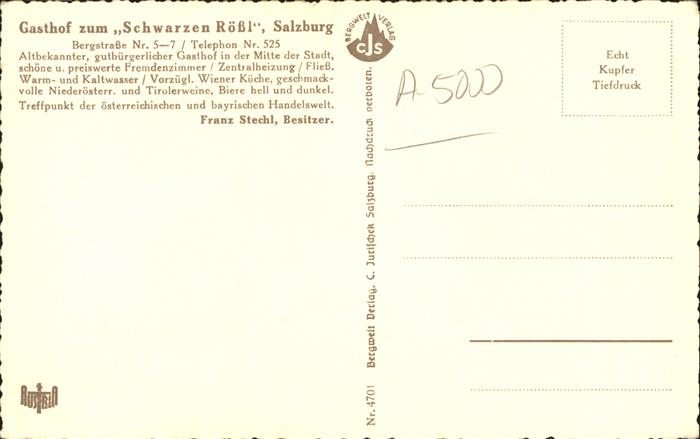 Gasthof zum „Schwarzen Rößl“, Salzburg
Bergstraße Nr. 5—7 / Telephon Nr. 525
Altbekannter, gutbürgerlicher Gasthof in der Mitte der Stadt,
schöne u. preiswerte Fremdenzimmer / Zentralheizung / Fließ.
Warm- und Kaltwasser / Vorzügl. Wiener Küche, geschmack-
volle Niederösterr. und Tirolerweine, Biere hell und dunkel.
Treffpunkt der österreichischen und bayrischen Handelswelt.
Franz Stechl, Besitzer.
AUSTRIA
Nr. 4701 Bergwelt Verlag, C. Jurischek Salzburg. Nachdruck verboten.
BERGWELT VERLAG
CJS
A-5000
Echt
Kupfer
Tiefdruck